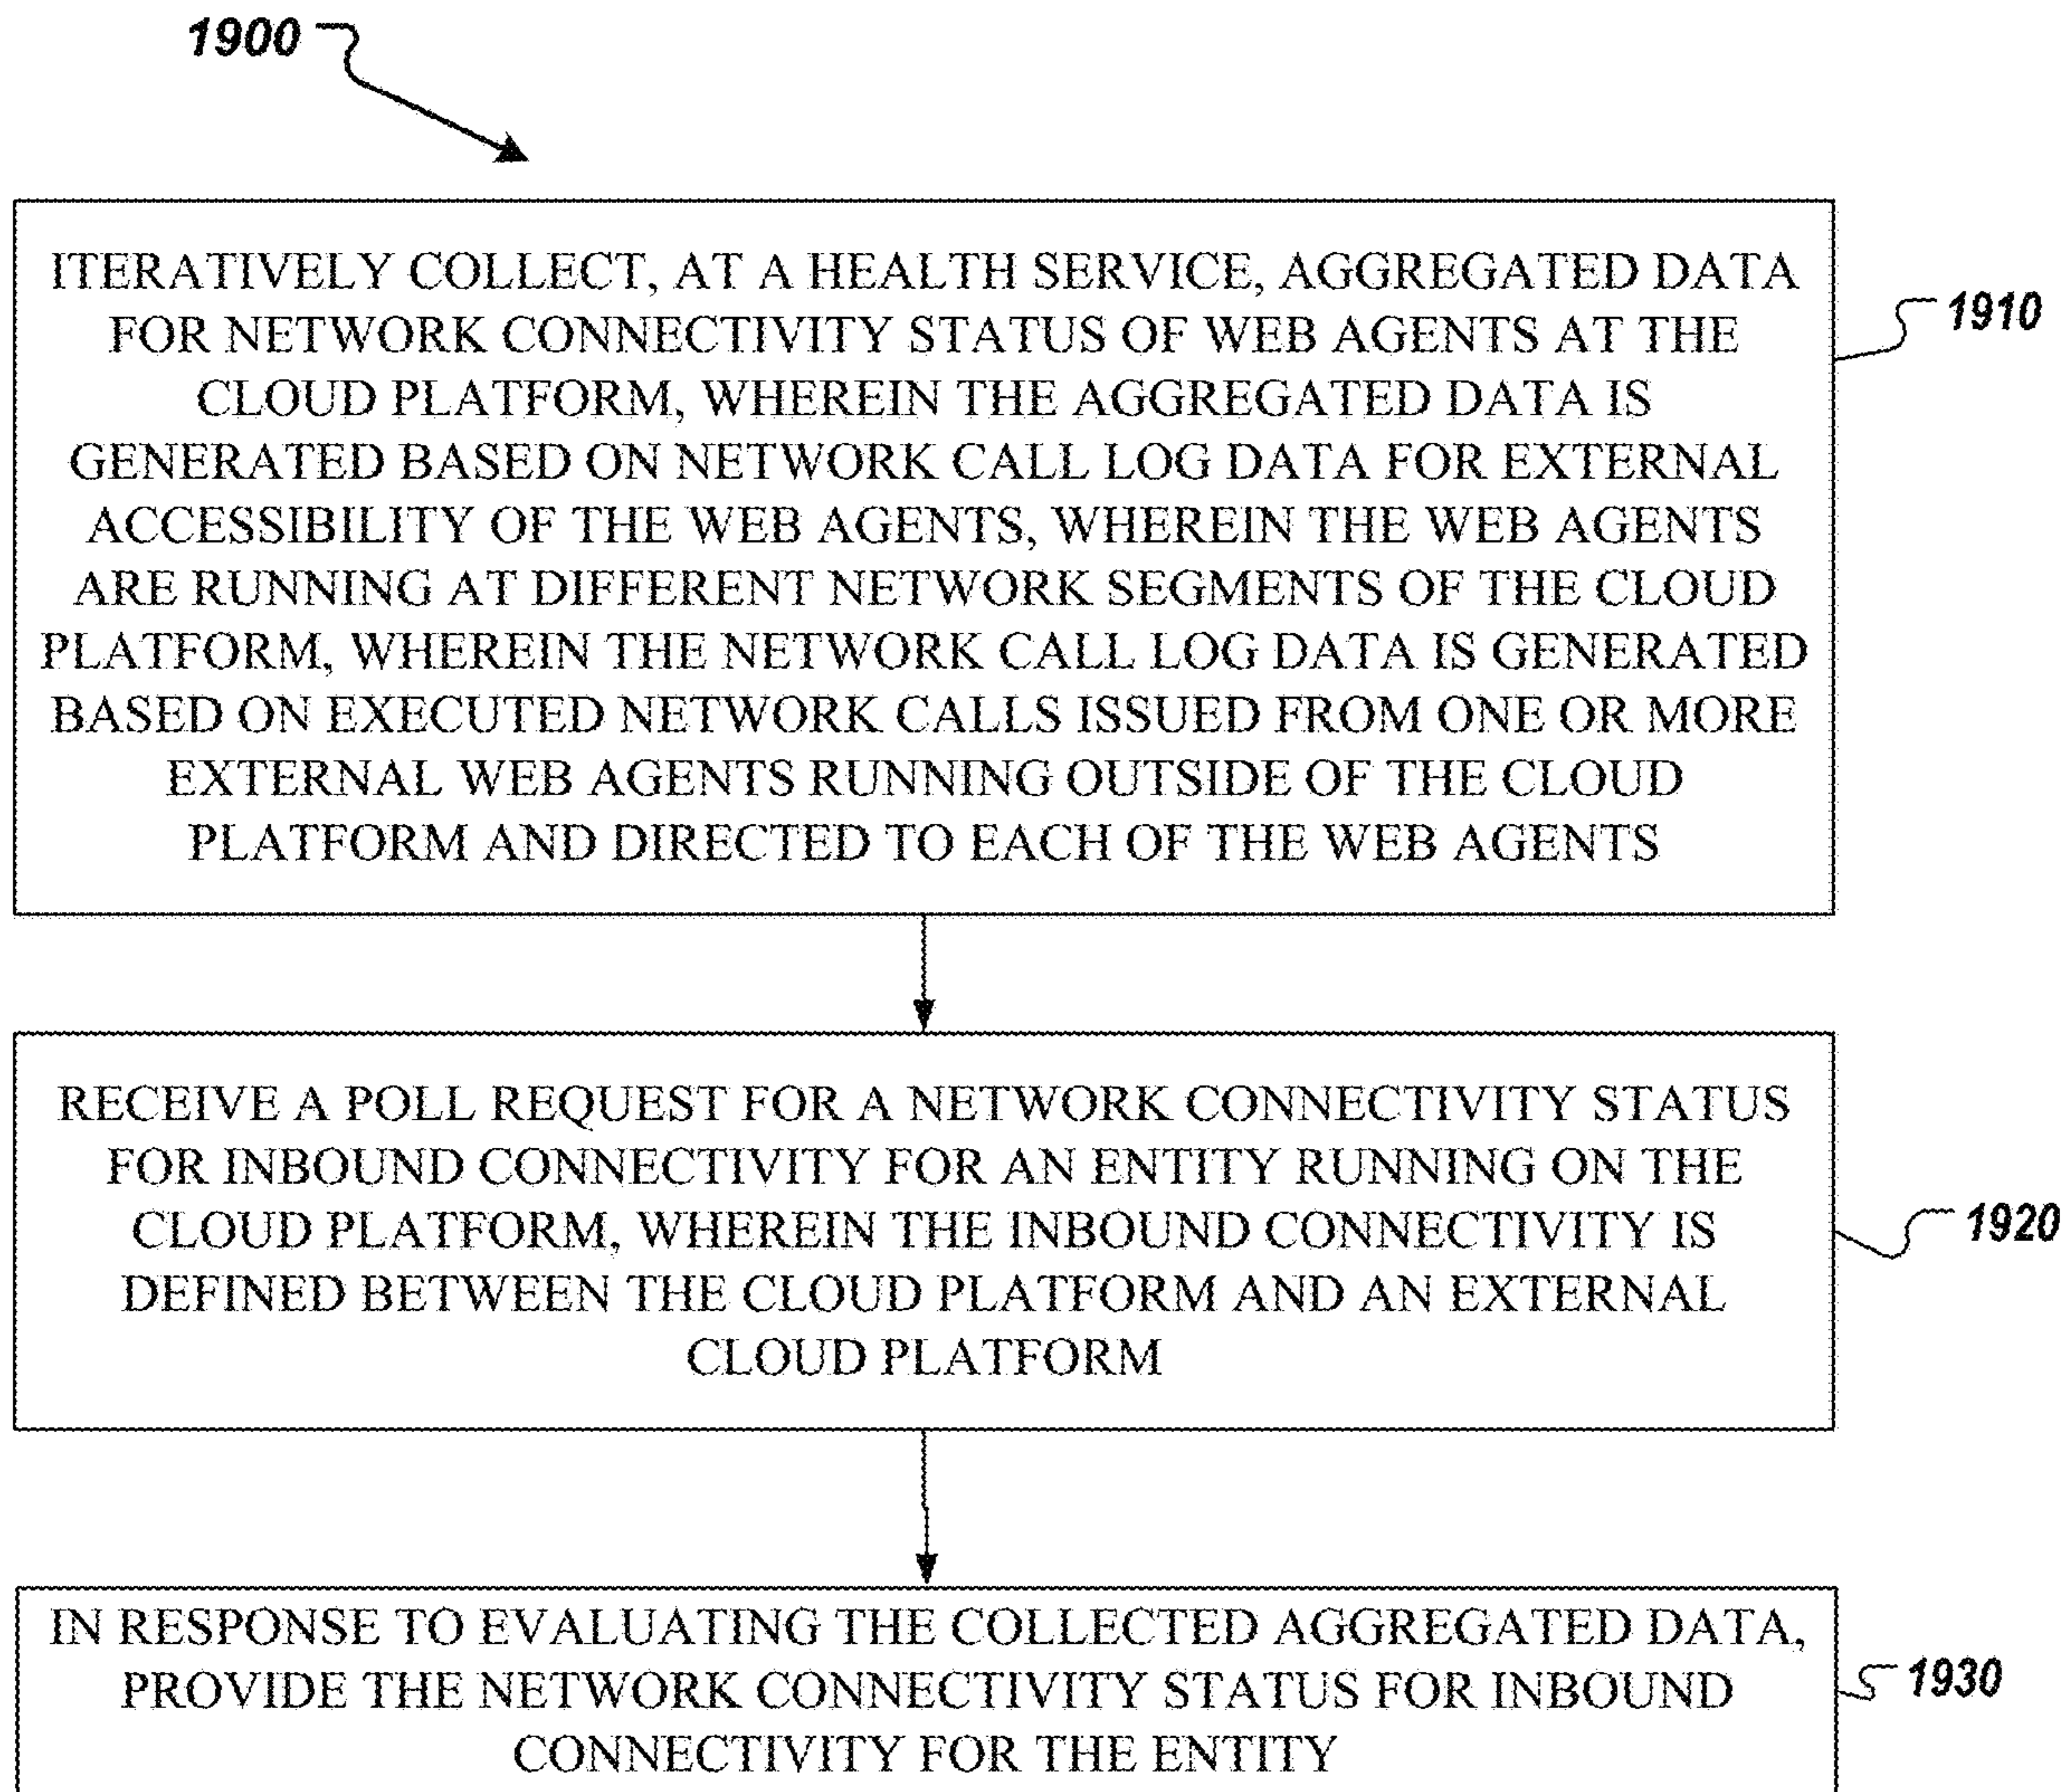 1900
ITERATIVELY COLLECT, AT A HEALTH SERVICE, AGGREGATED DATA
FOR NETWORK CONNECTIVITY STATUS OF WEB AGENTS AT THE
CLOUD PLATFORM, WHEREIN THE AGGREGATED DATA IS
GENERATED BASED ON NETWORK CALL LOG DATA FOR EXTERNAL
ACCESSIBILITY OF THE WEB AGENTS, WHEREIN THE WEB AGENTS
ARE RUNNING AT DIFFERENT NETWORK SEGMENTS OF THE CLOUD
PLATFORM, WHEREIN THE NETWORK CALL LOG DATA IS GENERATED
BASED ON EXECUTED NETWORK CALLS ISSUED FROM ONE OR MORE
EXTERNAL WEB AGENTS RUNNING OUTSIDE OF THE CLOUD
PLATFORM AND DIRECTED TO EACH OF THE WEB AGENTS
1910
RECEIVE A POLL REQUEST FOR A NETWORK CONNECTIVITY STATUS
FOR INBOUND CONNECTIVITY FOR AN ENTITY RUNNING ON THE
CLOUD PLATFORM, WHEREIN THE INBOUND CONNECTIVITY IS
DEFINED BETWEEN THE CLOUD PLATFORM AND AN EXTERNAL
CLOUD PLATFORM
1920
IN RESPONSE TO EVALUATING THE COLLECTED AGGREGATED DATA,
PROVIDE THE NETWORK CONNECTIVITY STATUS FOR INBOUND
CONNECTIVITY FOR THE ENTITY
1930